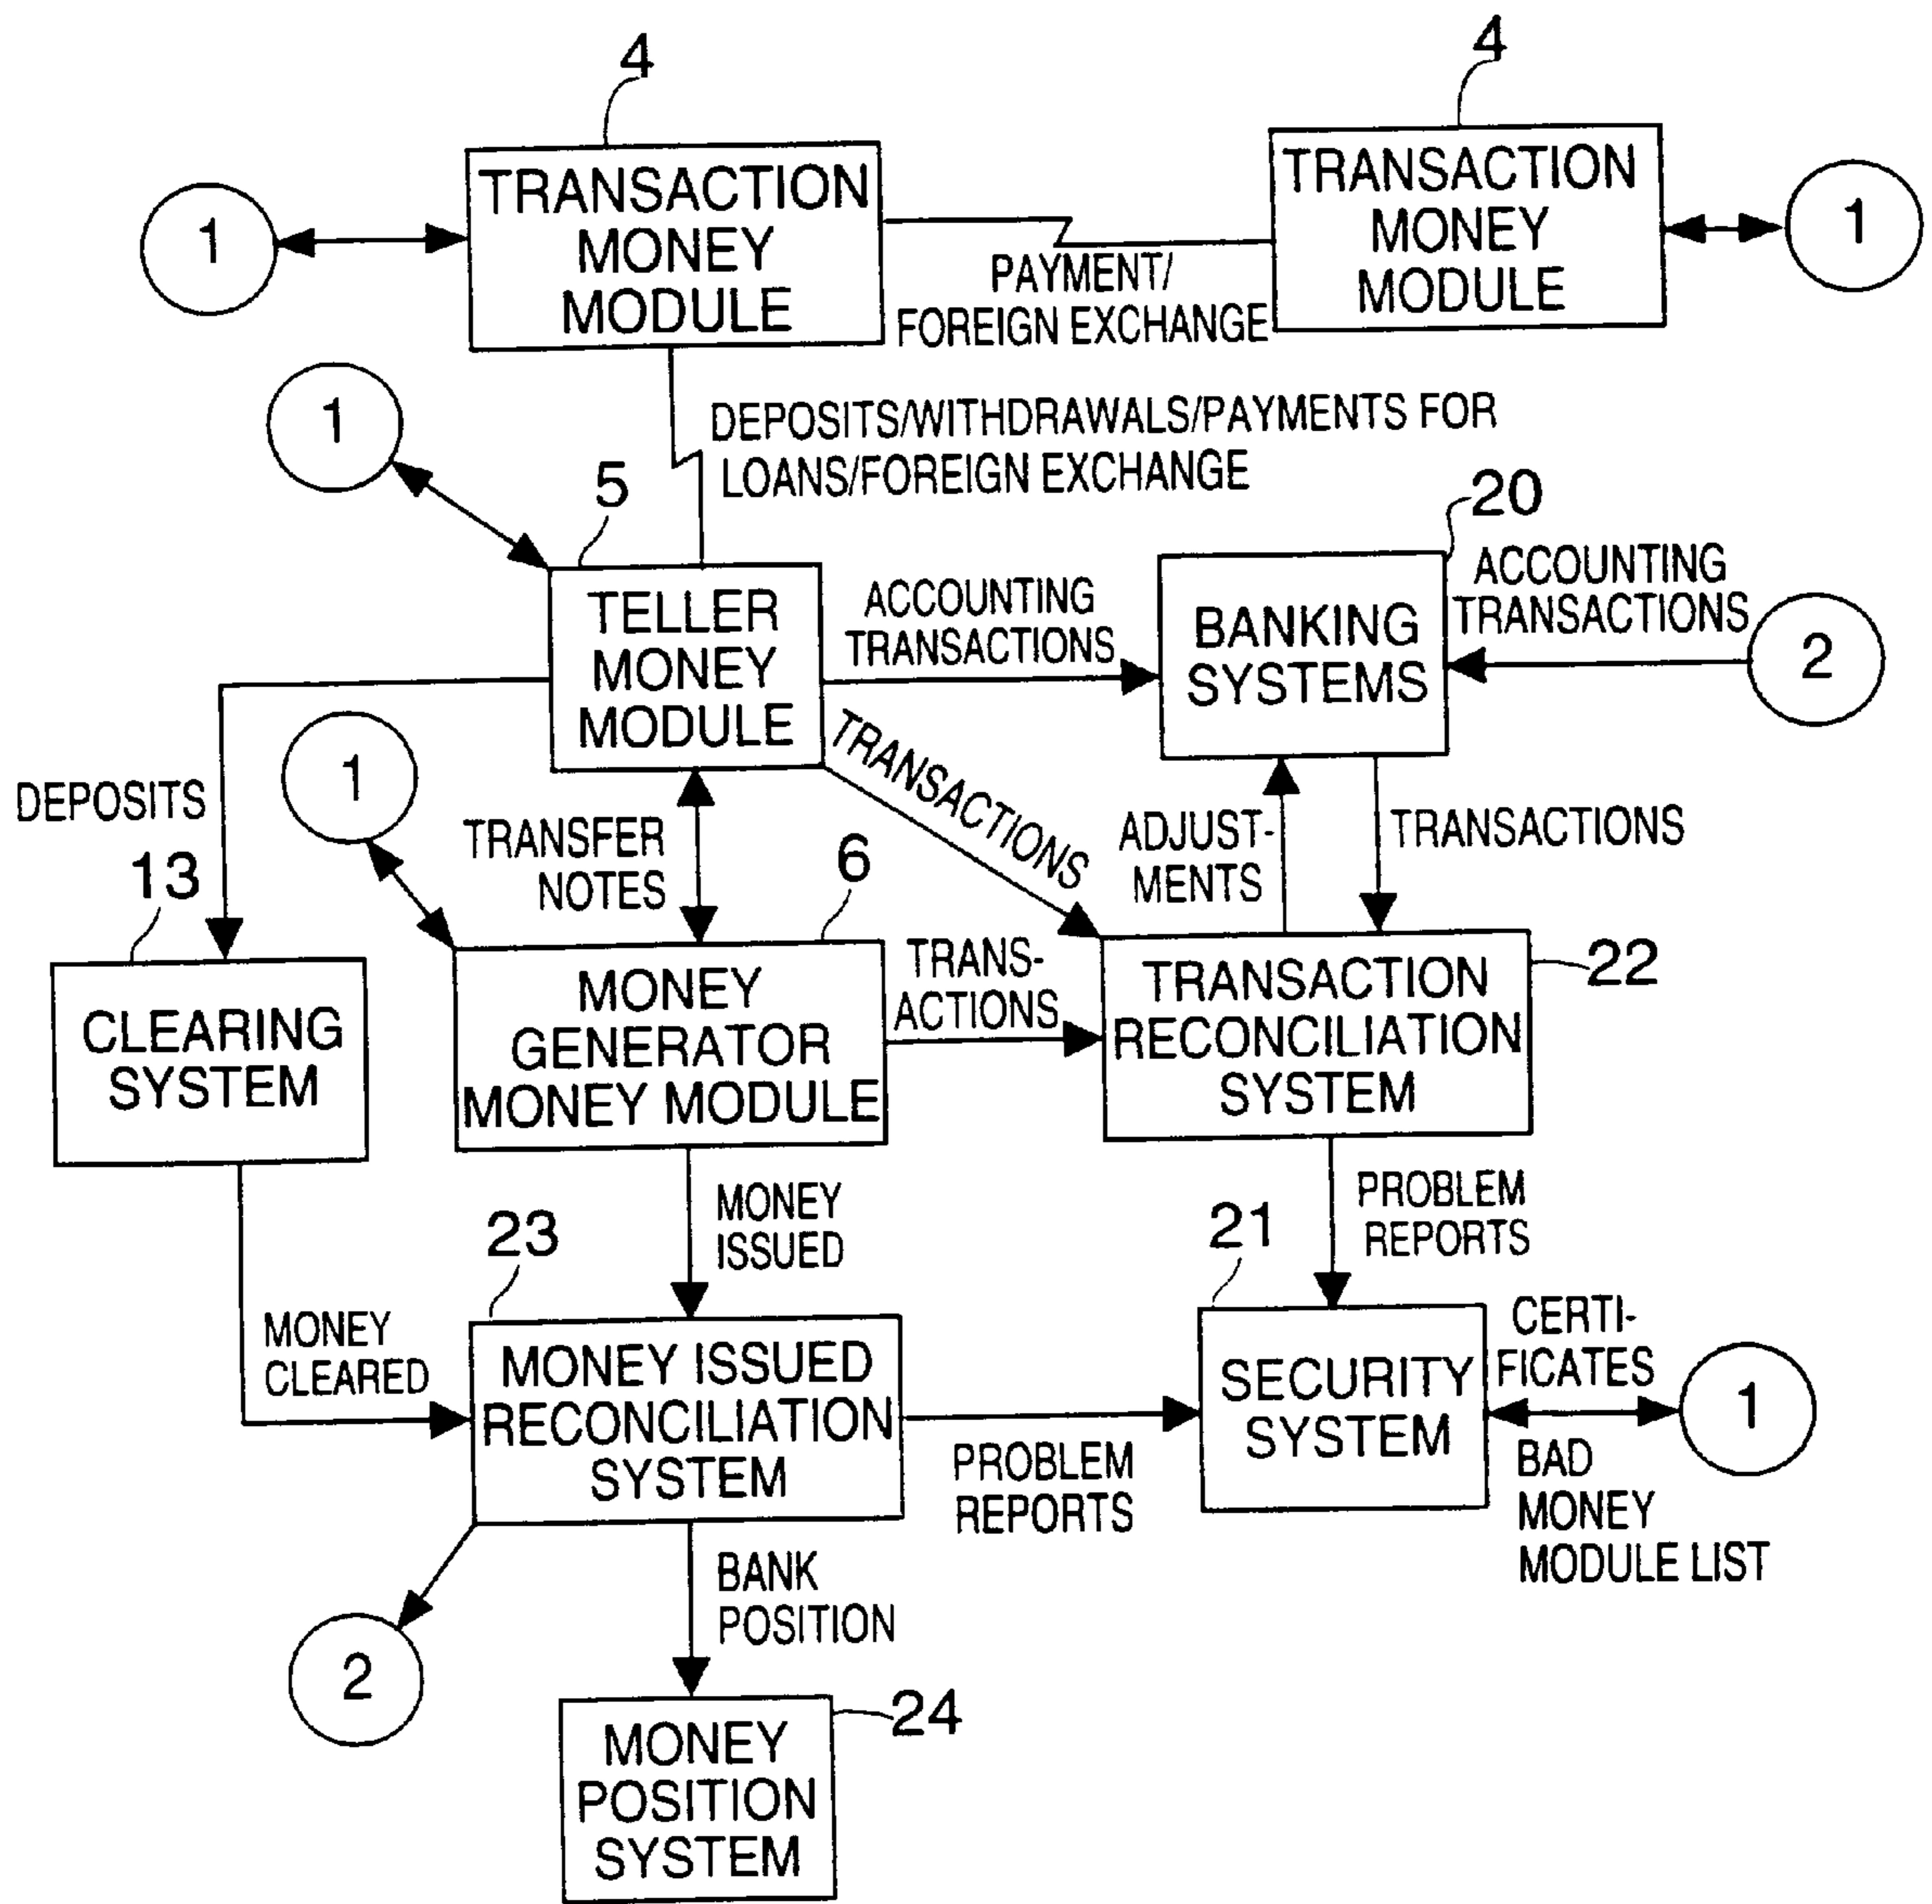 4
4
TRANSACTION
MONEY
MODULE
TRANSACTION
MONEY
MODULE
1
1
PAYMENT/
FOREIGN EXCHANGE
1
DEPOSITS/WITHDRAWALS/PAYMENTS FOR
LOANS/FOREIGN EXCHANGE
5
20
TELLER
MONEY
MODULE
ACCOUNTING
TRANSACTIONS
BANKING
SYSTEMS
ACCOUNTING
TRANSACTIONS
2
DEPOSITS
1
TRANSFER
NOTES
TRANSACTIONS
ADJUST-
MENTS
TRANSACTIONS
13
6
22
CLEARING
SYSTEM
MONEY
GENERATOR
MONEY MODULE
TRANS-
ACTIONS
TRANSACTION
RECONCILIATION
SYSTEM
MONEY
ISSUED
PROBLEM
REPORTS
23
21
MONEY
CLEARED
MONEY ISSUED
RECONCILIATION
SYSTEM
PROBLEM
REPORTS
SECURITY
SYSTEM
CERTI-
FICATES
1
BAD
MONEY
MODULE LIST
2
BANK
POSITION
24
MONEY
POSITION
SYSTEM